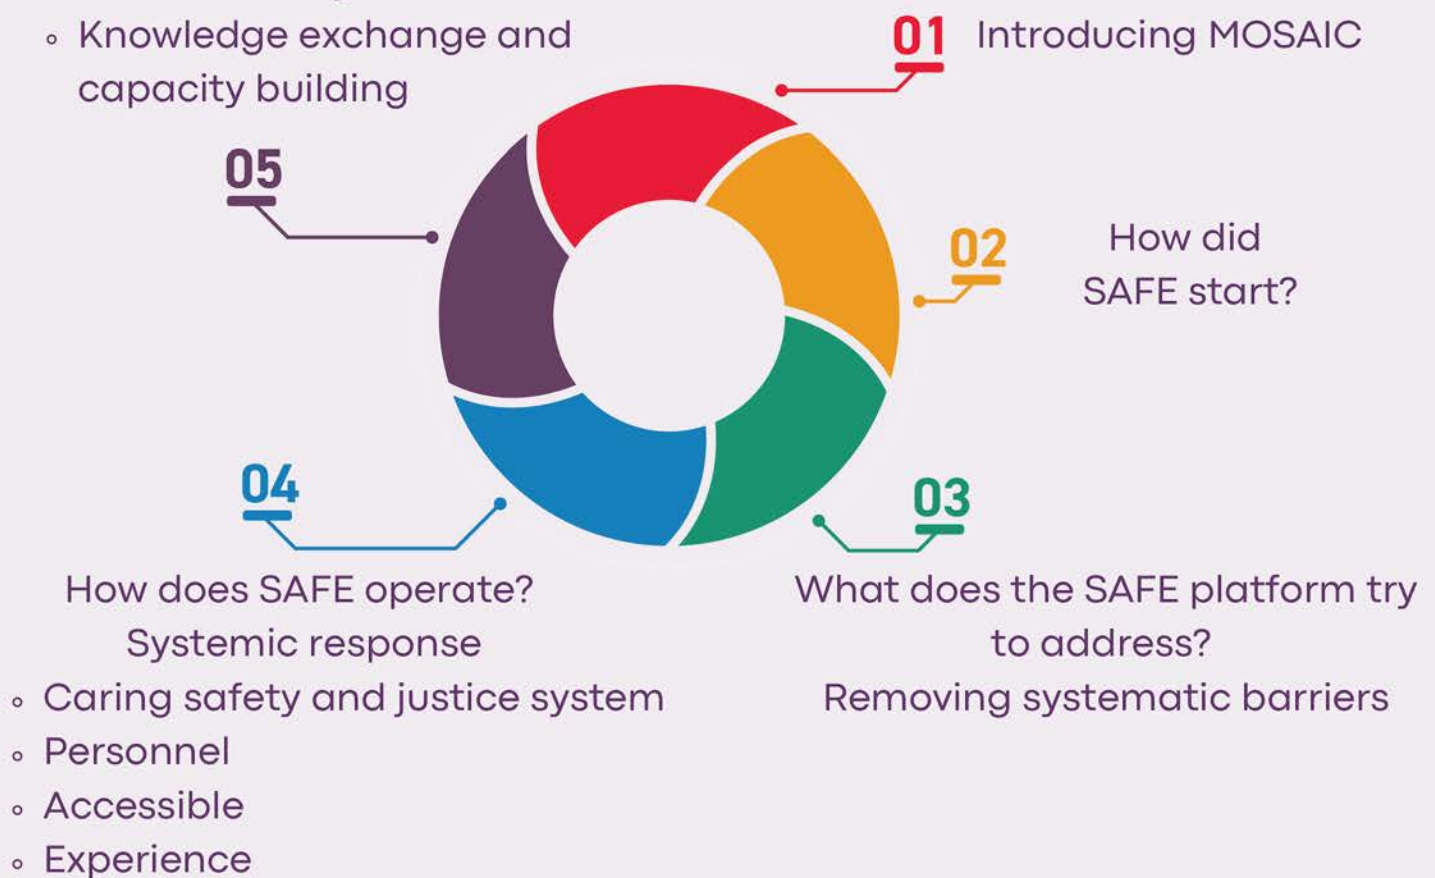 ◦ Knowledge exchange and
capacity building
01 Introducing MOSAIC
05
02
How did
SAFE start?
04
03
How does SAFE operate?
Systemic response
◦ Caring safety and justice system
◦ Personnel
◦ Accessible
◦ Experience
What does the SAFE platform try
to address?
Removing systematic barriers